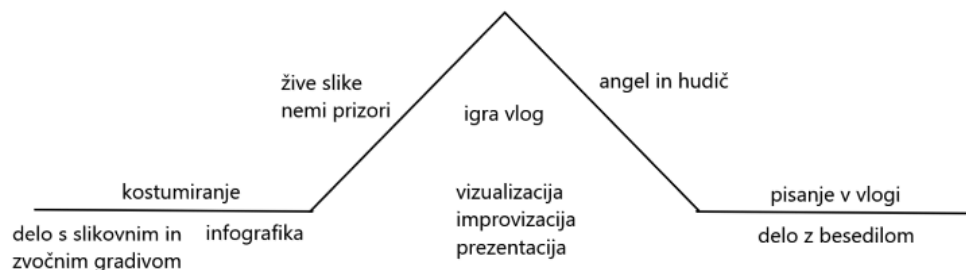 žive slike
nemi prizori
igra vlog
angel in hudič
kostumiranje
delo s slikovnim in
zvočnim gradivom
infografika
vizualizacija
improvizacija
prezentacija
pisanje v vlogi
delo z besedilom